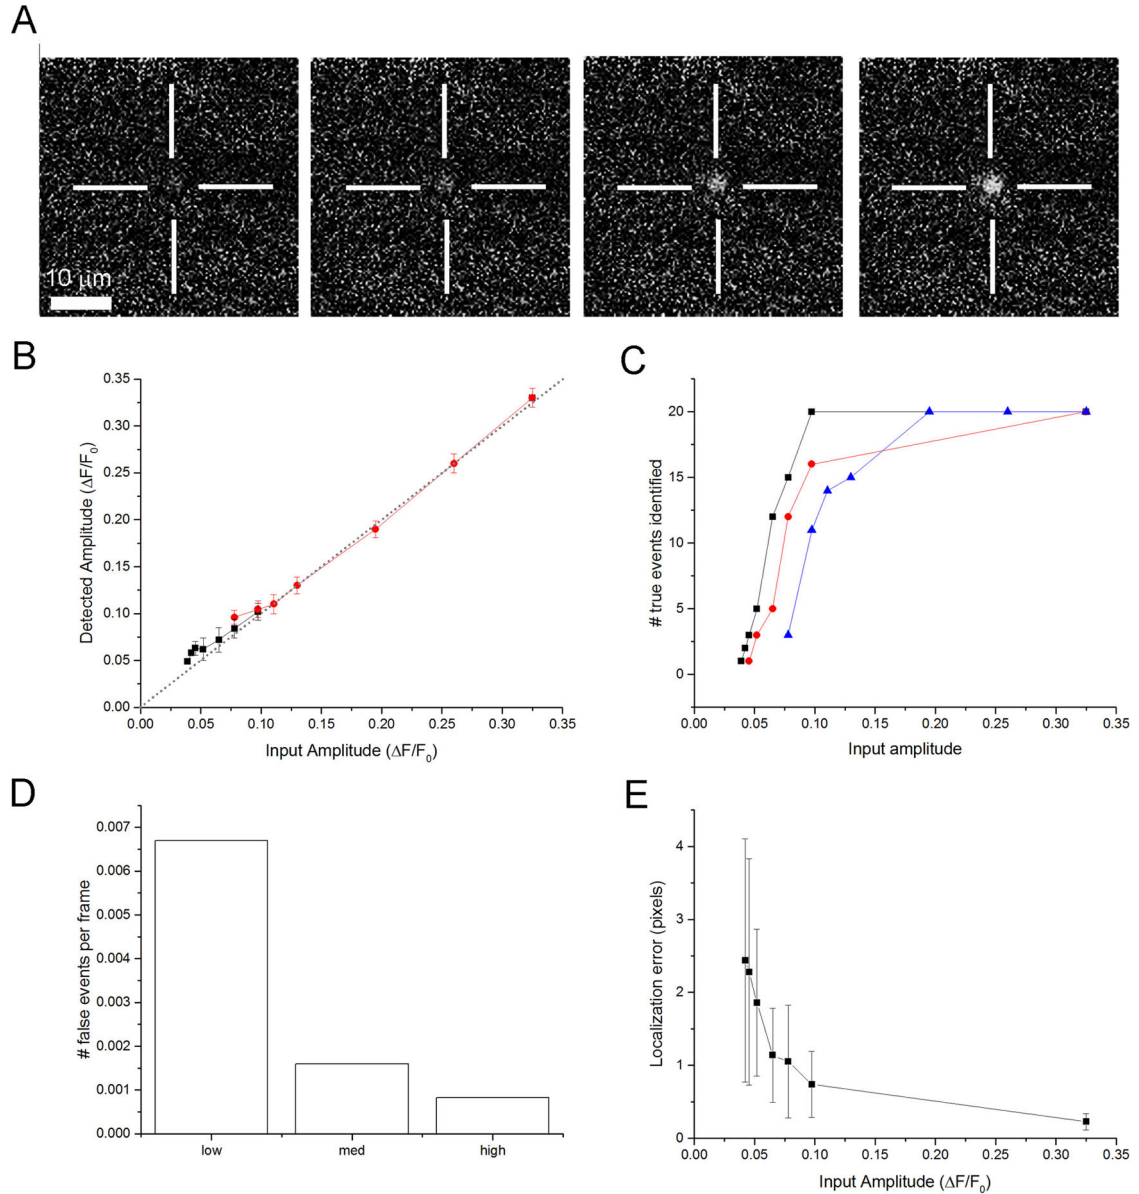 A
10 μm
B
Detected Amplitude (ΔF/F0)
0.35
0.30
0.25
0.20
0.15
0.10
0.05
0.00
0.00 0.05 0.10 0.15 0.20 0.25 0.30 0.35
Input Amplitude (ΔF/F0)
C
# true events identified
20
15
10
5
0
0.00 0.05 0.10 0.15 0.20 0.25 0.30 0.35
Input amplitude
D
# false events per frame
0.007
0.006
0.005
0.004
0.003
0.002
0.001
0.000
low med high
E
Localization error (pixels)
4
3
2
1
0
0.00 0.05 0.10 0.15 0.20 0.25 0.30 0.35
Input Amplitude (ΔF/F0)